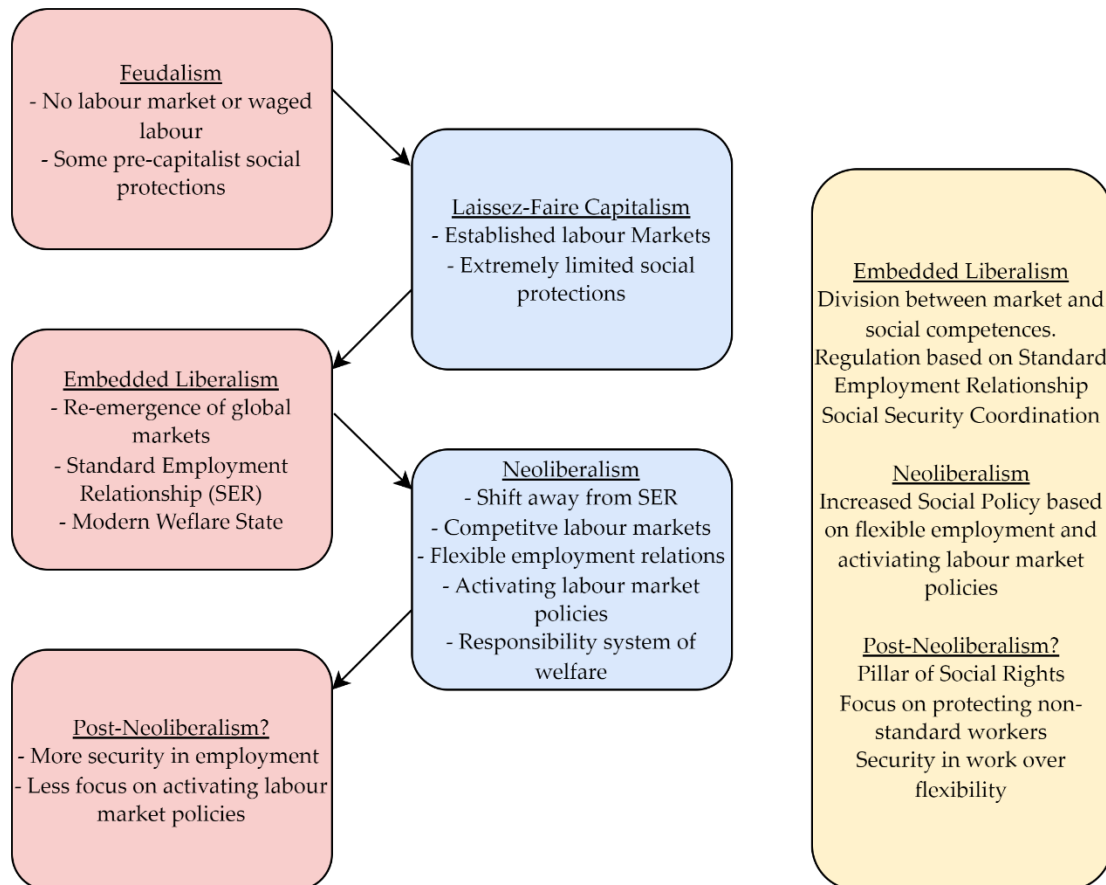 Feudalism
- No labour market or waged
labour
- Some pre-capitalist social
protections
Laissez-Faire Capitalism
- Established labour Markets
- Extremely limited social
protections
Embedded Liberalism
- Re-emergence of global
markets
- Standard Employment
Relationship (SER)
- Modern Weflare State
Neoliberalism
- Shift away from SER
- Competitve labour markets
- Flexible employment relations
- Activating labour market
policies
- Responsibility system of
welfare
Post-Neoliberalism?
- More security in employment
- Less focus on activating labour
market policies
Embedded Liberalism
Division between market and
social competences.
Regulation based on Standard
Employment Relationship
Social Security Coordination
Neoliberalism
Increased Social Policy based
on flexible employment and
activiating labour market
policies
Post-Neoliberalism?
Pillar of Social Rights
Focus on protecting non-
standard workers
Security in work over
flexibility